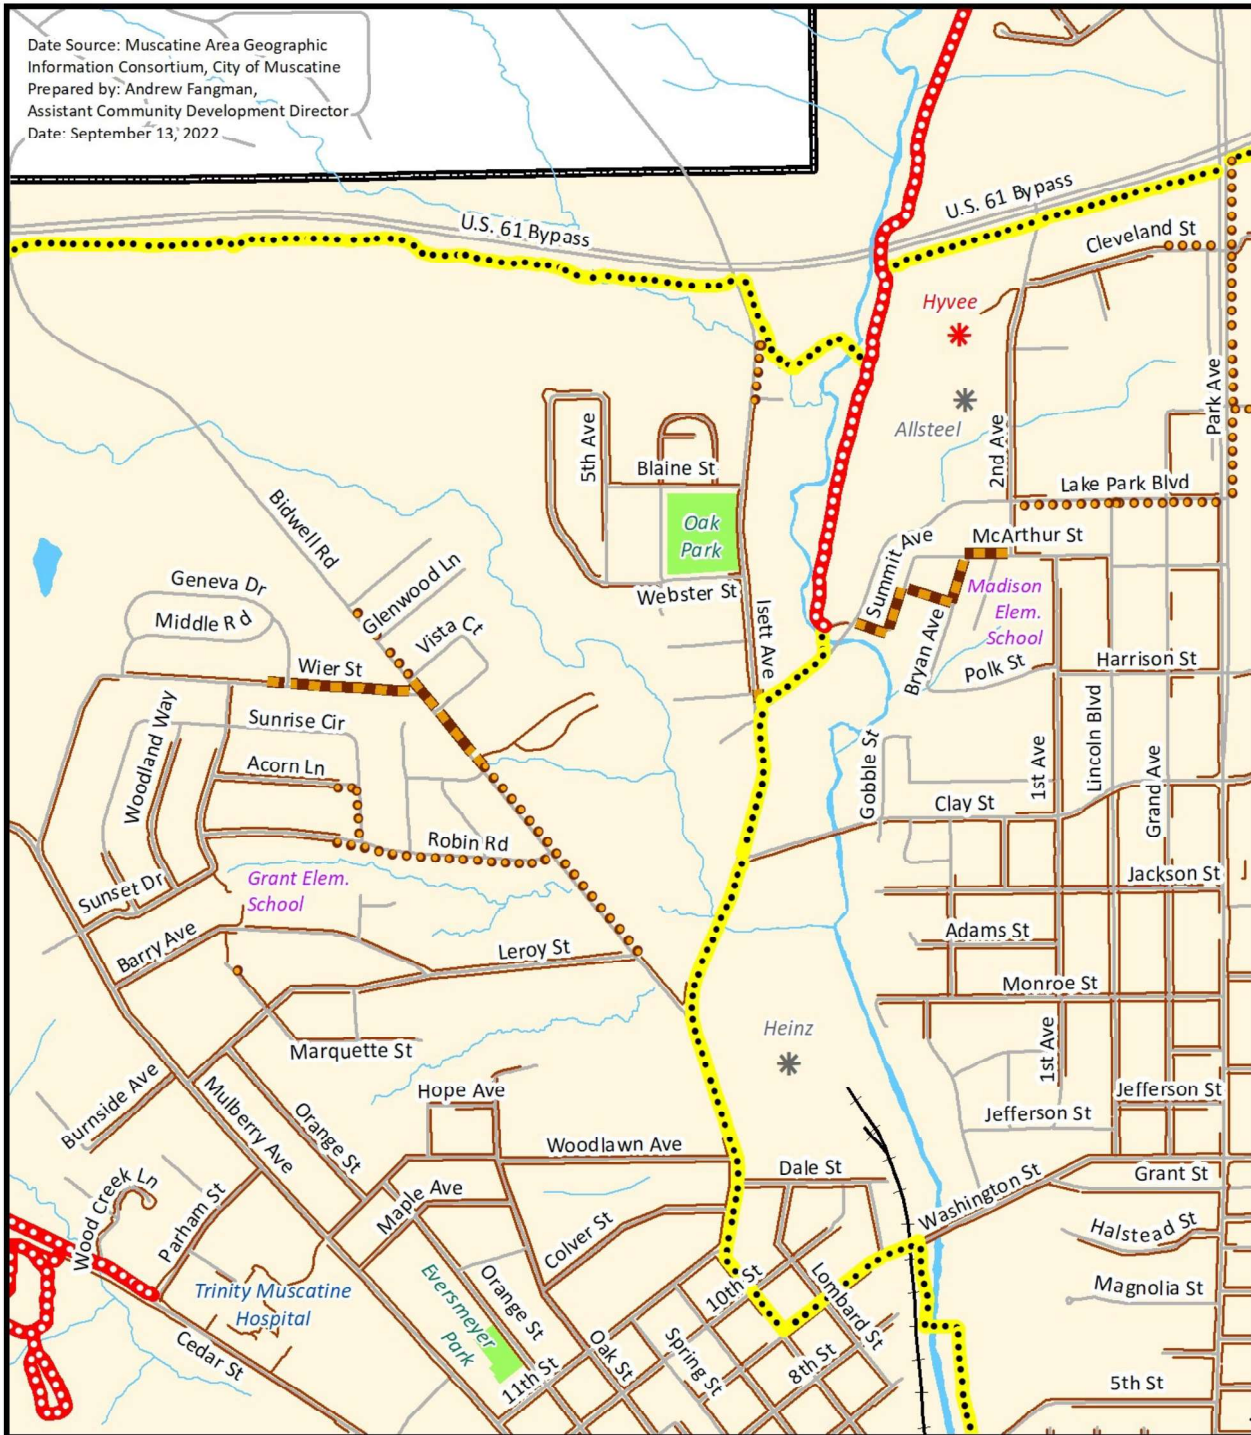 Date Source: Muscatine Area Geographic
Information Consortium, City of Muscatine
Prepared by: Andrew Fangman,
Assistant Community Development Director
Date: September 13, 2022
U.S. 61 Bypass
U.S. 61 Bypass
Cleveland St
Hyvee
Allsteel
Park Ave
5th Ave
Blaine St
2nd Ave
Lake Park Blvd
Oak
Park
Bidwell Rd
Summit Ave
McArthur St
Glenwood Ln
Geneva Dr
Webster St
Madison
Elem.
School
Middle Rd
Vista Ct
Isett Ave
Bryan Ave
Polk St
Harrison St
Wier St
Woodland Way
Sunrise Cir
Lincoln Blvd
Gobble St
1st Ave
Grand Ave
Acorn Ln
Clay St
Robin Rd
Jackson St
Sunset Dr
Grant Elem.
School
Adams St
Barry Ave
Leroy St
Monroe St
Heinz
Marquette St
1st Ave
Burnside Ave
Hope Ave
Jefferson St
Jefferson St
Mulberry Ave
Orange St
Woodlawn Ave
Dale St
Grant St
Washington St
Wood Creek Ln
Parham St
Maple Ave
Colver St
Halstead St
Trinity Muscatine
Hospital
Eversmeyer
Park
Orange St
10th St
Lombard St
Magnolia St
Cedar St
11th St
Oak St
Spring St
8th St
5th St